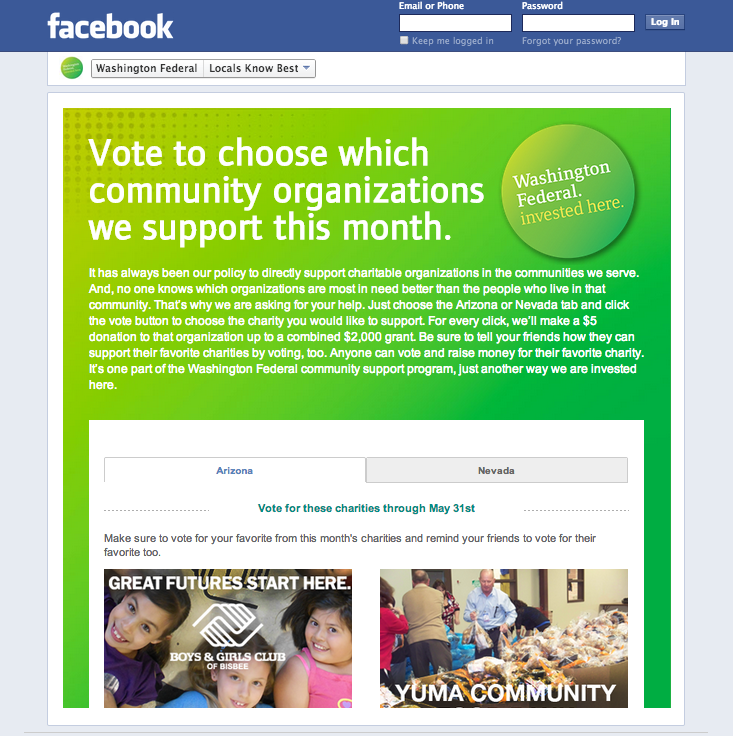 Email or Phone
Password
facebook
Log In
Keep me logged in
Forgot your password?
Washington Federal
Locals Know Best
Vote to choose which
community organizations
we support this month.
Washington
Federal.
invested here.
It has always been our policy to directly support charitable organizations in the communities we serve.
And, no one knows which organizations are most in need better than the people who live in that
community. That's why we are asking for your help. Just choose the Arizona or Nevada tab and click
the vote button to choose the charity you would like to support. For every click, we'll make a $5
donation to that organization up to a combined $2,000 grant. Be sure to tell your friends how they can
support their favorite charities by voting, too. Anyone can vote and raise money for their favorite charity.
It's one part of the Washington Federal community support program, just another way we are invested
here.
Arizona
Nevada
Vote for these charities through May 31st
Make sure to vote for your favorite from this month's charities and remind your friends to vote for their
favorite too.
GREAT FUTURES START HERE.
BOYS & GIRLS CLUB
OF BISBEE
YUMA COMMUNITY